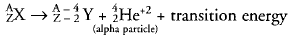 A/Z X → A − 4/Z − 2 Y + 4/2 He+2 + transition energy
(alpha particle)